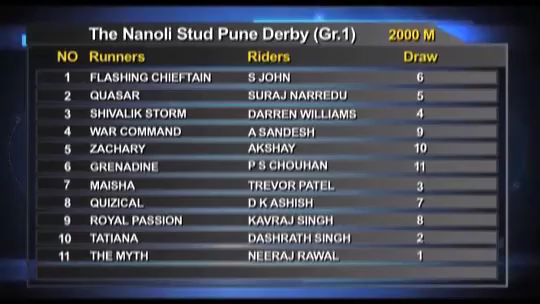 The Nanoli Stud Pune Derby (Gr.1) 2000 M
NO Runners Riders Draw
1 FLASHING CHIEFTAIN S JOHN 6
2 QUASAR SURAJ NARREDU 5
3 SHIVALIK STORM DARREN WILLIAMS 4
4 WAR COMMAND A SANDESH 9
5 ZACHARY AKSHAY 10
6 GRENADINE P S CHOUHAN 11
7 MAISHA TREVOR PATEL 3
8 QUIZICAL D K ASHISH 7
9 ROYAL PASSION KAVRAJ SINGH 8
10 TATIANA DASHRATH SINGH 2
11 THE MYTH NEERAJ RAWAL 1